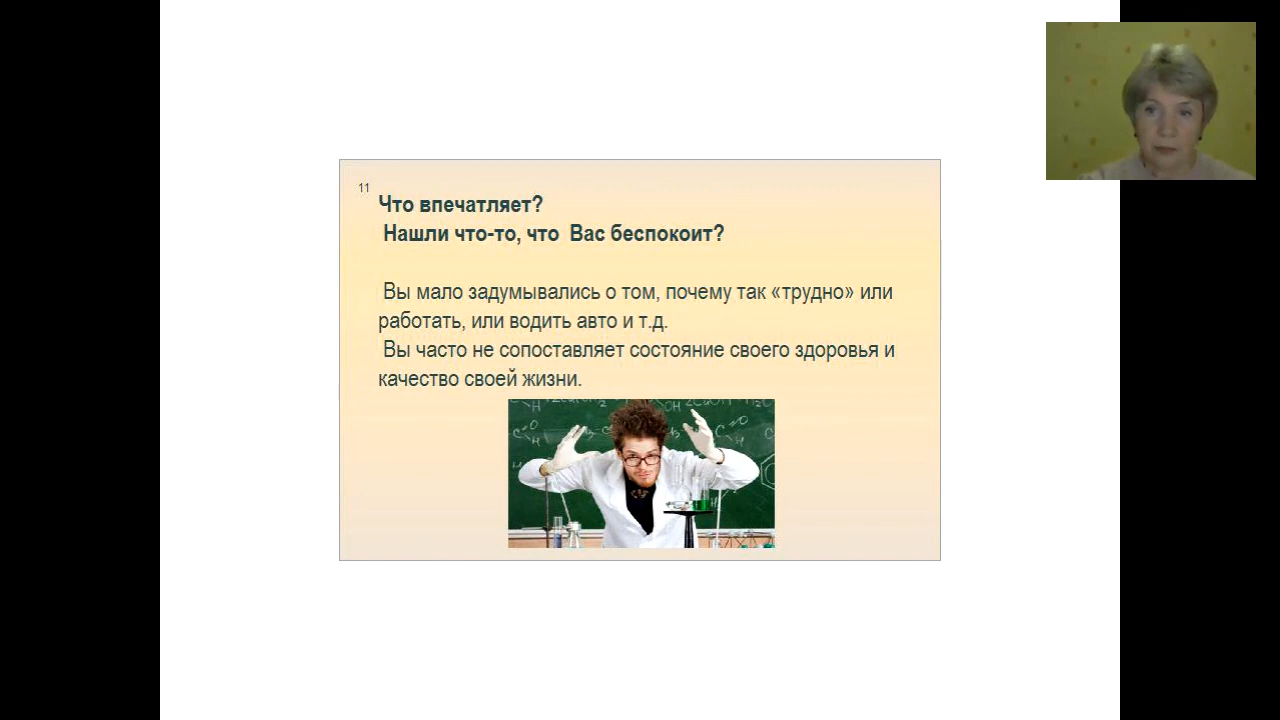 11
Что впечатляет?
Нашли что-то, что Вас беспокоит?
Вы мало задумывались о том, почему так «трудно» или
работать, или водить авто и т.д.
Вы часто не сопоставляет состояние своего здоровья и
качество своей жизни.